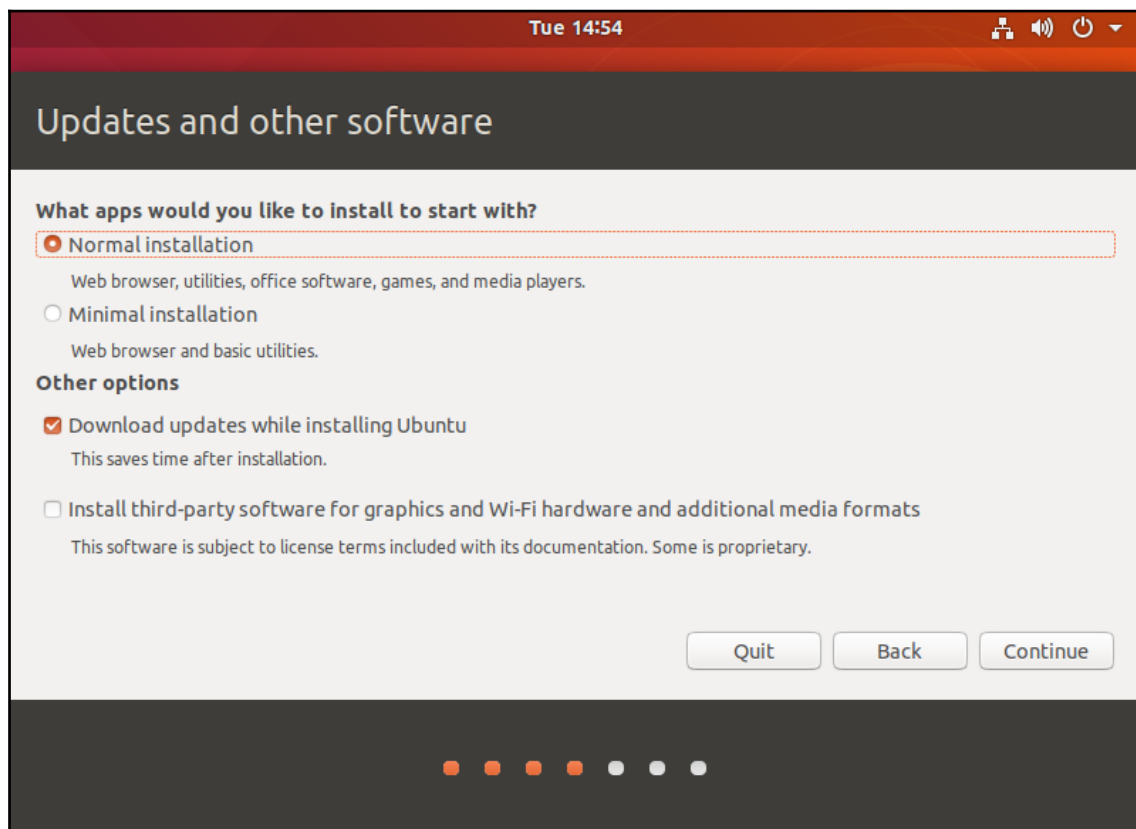 Tue 14:54
Updates and other software
What apps would you like to install to start with?
Normal installation
Web browser, utilities, office software, games, and media players.
Minimal installation
Web browser and basic utilities.
Other options
Download updates while installing Ubuntu
This saves time after installation.
Install third-party software for graphics and Wi-Fi hardware and additional media formats
This software is subject to license terms included with its documentation. Some is proprietary.
Quit Back Continue